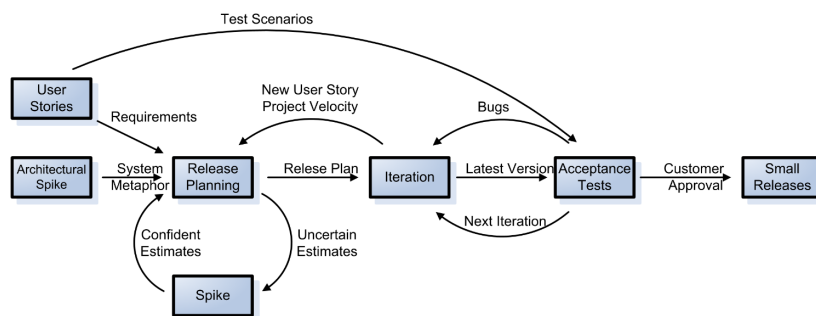 Test Scenarios
User
Stories
New User Story
Project Velocity
Bugs
Requirements
Architectural
Spike
System
Metaphor
Release
Planning
Relese Plan
Iteration
Latest Version
Acceptance
Tests
Customer
Approval
Small
Releases
Next Iteration
Confident
Estimates
Uncertain
Estimates
Spike